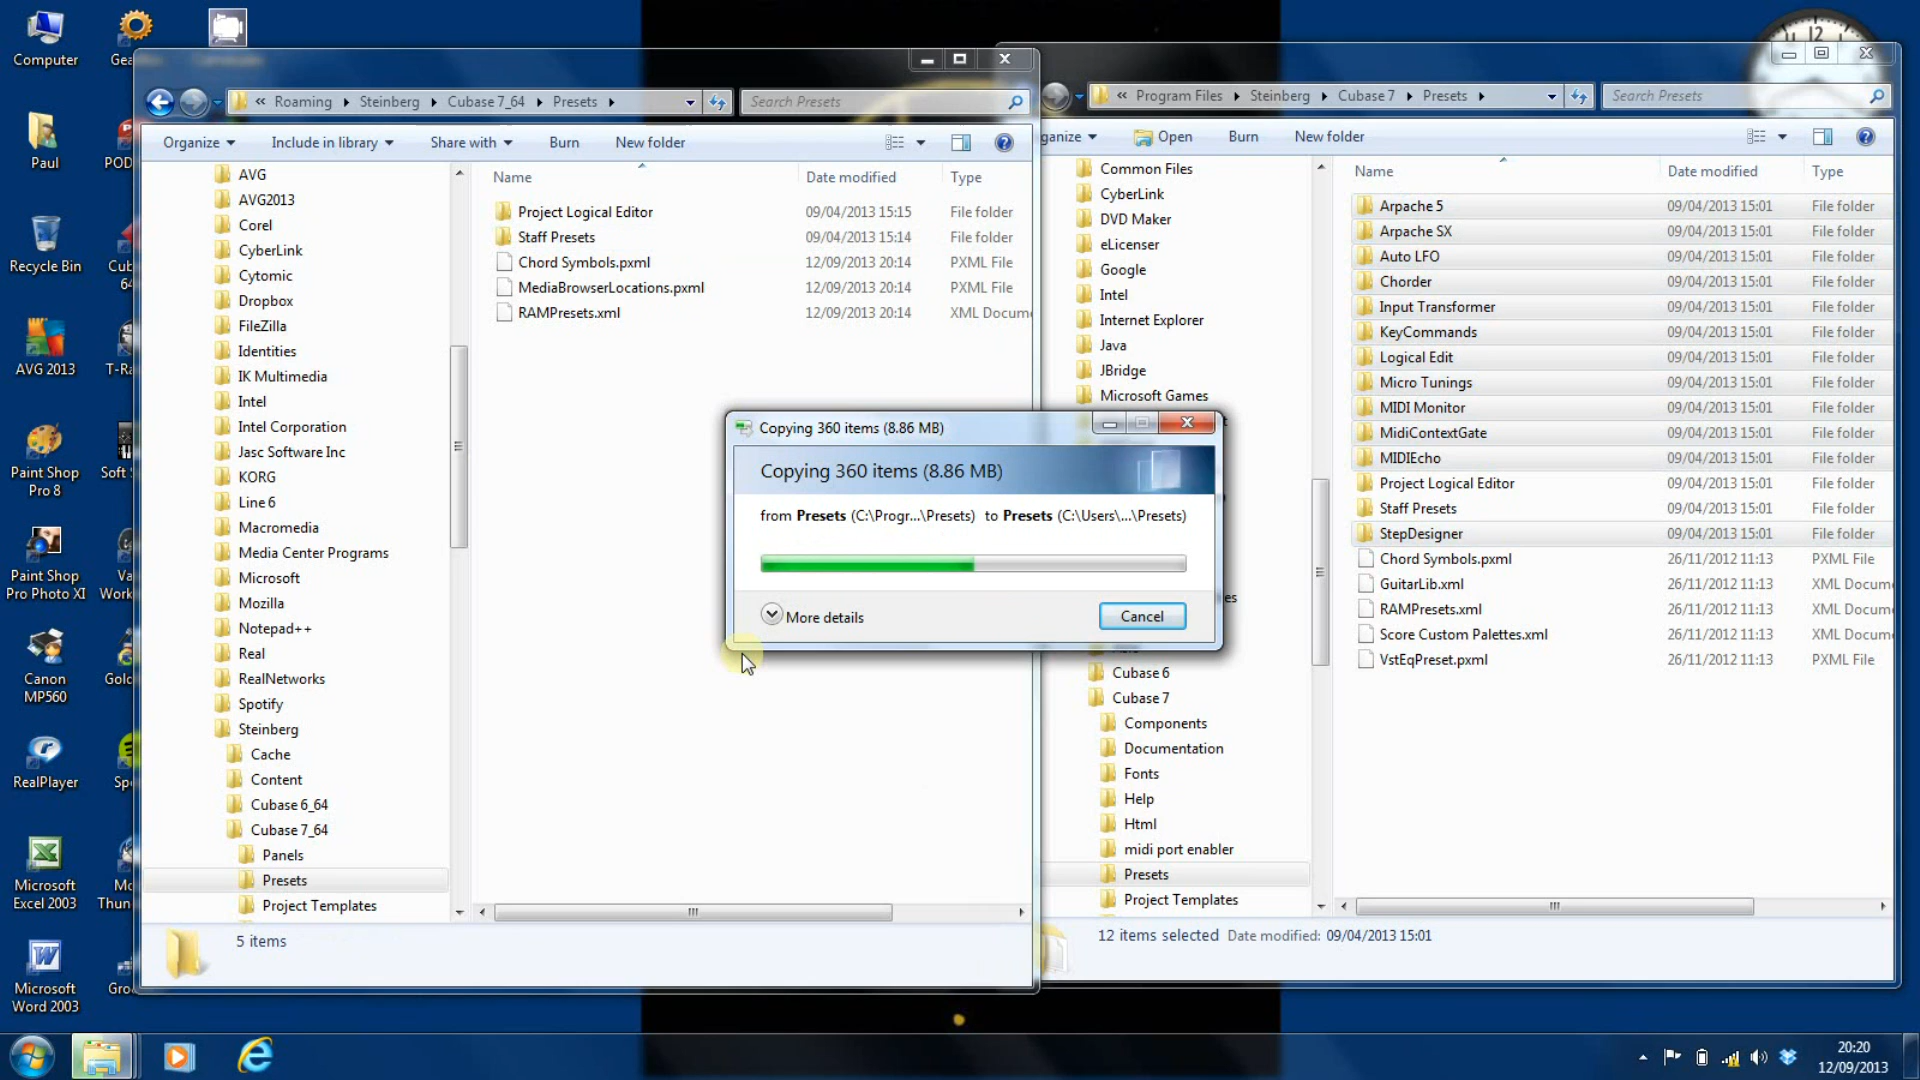 Computer
Paul
Recycle Bin
AVG 2013
Paint Shop
Pro 8
Paint Shop
Pro Photo XI
Canon
MP560
RealPlayer
Microsoft
Excel 2003
Microsoft
Word 2003
Gea
POD
Cub
64
T-Ra
Soft S
Va
Work
Gold
Spo
Mo
Thun
Gro
« Roaming Steinberg Cubase 7_64 Presets
Search Presets
Organize Include in library Share with Burn New folder
AVG
AVG2013
Corel
CyberLink
Cytomic
Dropbox
FileZilla
Identities
IK Multimedia
Intel
Intel Corporation
Jasc Software Inc
KORG
Line 6
Macromedia
Media Center Programs
Microsoft
Mozilla
Notepad++
Real
RealNetworks
Spotify
Steinberg
Cache
Content
Cubase 6_64
Cubase 7_64
Panels
Presets
Project Templates
Name Date modified Type
Project Logical Editor 09/04/2013 15:15 File folder
Staff Presets 09/04/2013 15:14 File folder
Chord Symbols.pxml 12/09/2013 20:14 PXML File
MediaBrowserLocations.pxml 12/09/2013 20:14 PXML File
RAMPresets.xml 12/09/2013 20:14 XML Docume
5 items
Copying 360 items (8.86 MB)
Copying 360 items (8.86 MB)
from Presets (C:\Progr...\Presets) to Presets (C:\Users\...\Presets)
More details
Cancel
« Program Files Steinberg Cubase 7 Presets
Search Presets
ganize Open Burn New folder
Common Files
CyberLink
DVD Maker
eLicenser
Google
Intel
Internet Explorer
Java
JBridge
Microsoft Games
t
es
Cubase 6
Cubase 7
Components
Documentation
Fonts
Help
Html
midi port enabler
Presets
Project Templates
Name Date modified Type
Arpache 5 09/04/2013 15:01 File folder
Arpache SX 09/04/2013 15:01 File folder
Auto LFO 09/04/2013 15:01 File folder
Chorder 09/04/2013 15:01 File folder
Input Transformer 09/04/2013 15:01 File folder
KeyCommands 09/04/2013 15:01 File folder
Logical Edit 09/04/2013 15:01 File folder
Micro Tunings 09/04/2013 15:01 File folder
MIDI Monitor 09/04/2013 15:01 File folder
MidiContextGate 09/04/2013 15:01 File folder
MIDIEcho 09/04/2013 15:01 File folder
Project Logical Editor 09/04/2013 15:01 File folder
Staff Presets 09/04/2013 15:01 File folder
StepDesigner 09/04/2013 15:01 File folder
Chord Symbols.pxml 26/11/2012 11:13 PXML File
GuitarLib.xml 26/11/2012 11:13 XML Docum
RAMPresets.xml 26/11/2012 11:13 XML Docum
Score Custom Palettes.xml 26/11/2012 11:13 XML Docum
VstEqPreset.pxml 26/11/2012 11:13 PXML File
12 items selected Date modified: 09/04/2013 15:01
12
20:20
12/09/2013